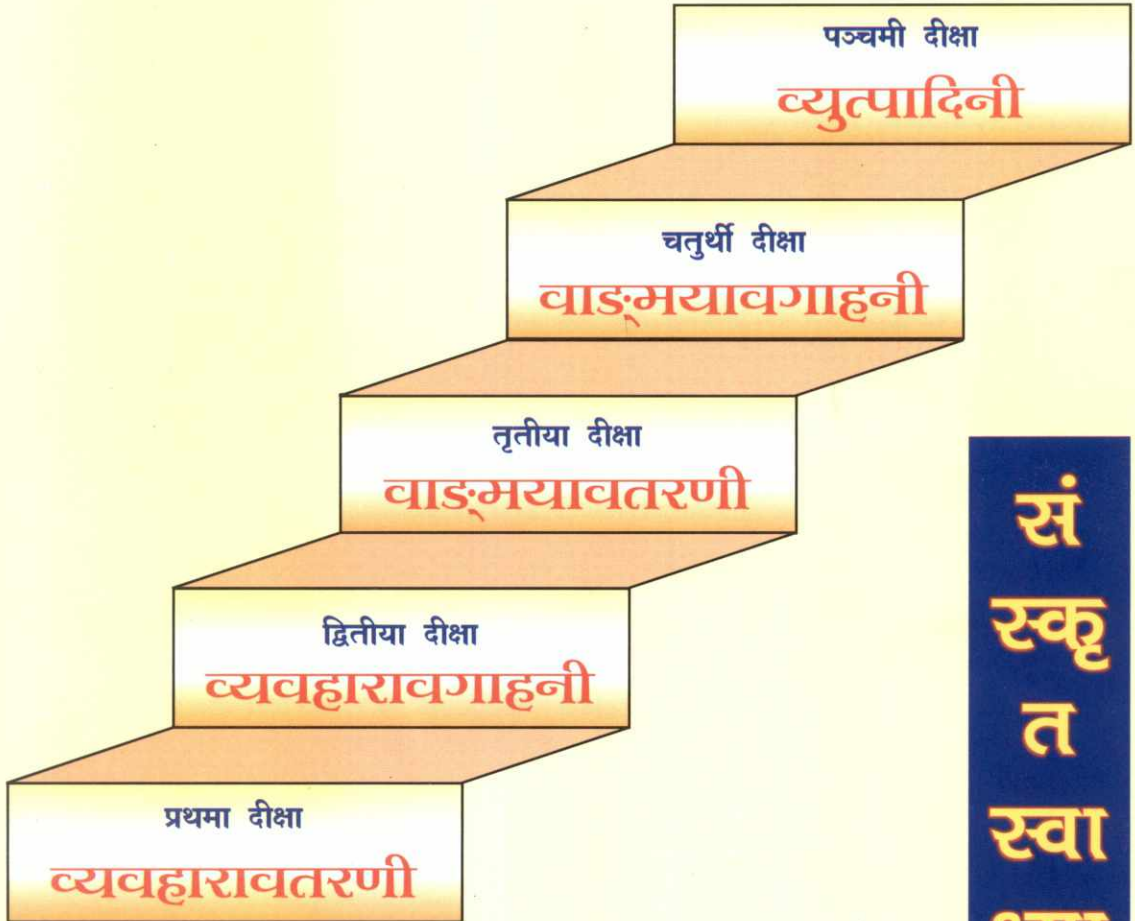 पञ्चमी दीक्षा
व्युत्पादिनी
चतुर्थी दीक्षा
वाङ्मयावगाहनी
तृतीया दीक्षा
वाङ्मयावतरणी
द्वितीया दीक्षा
व्यवहारावगाहनी
प्रथमा दीक्षा
व्यवहारावतरणी
सं
स्कृ
त
स्वा